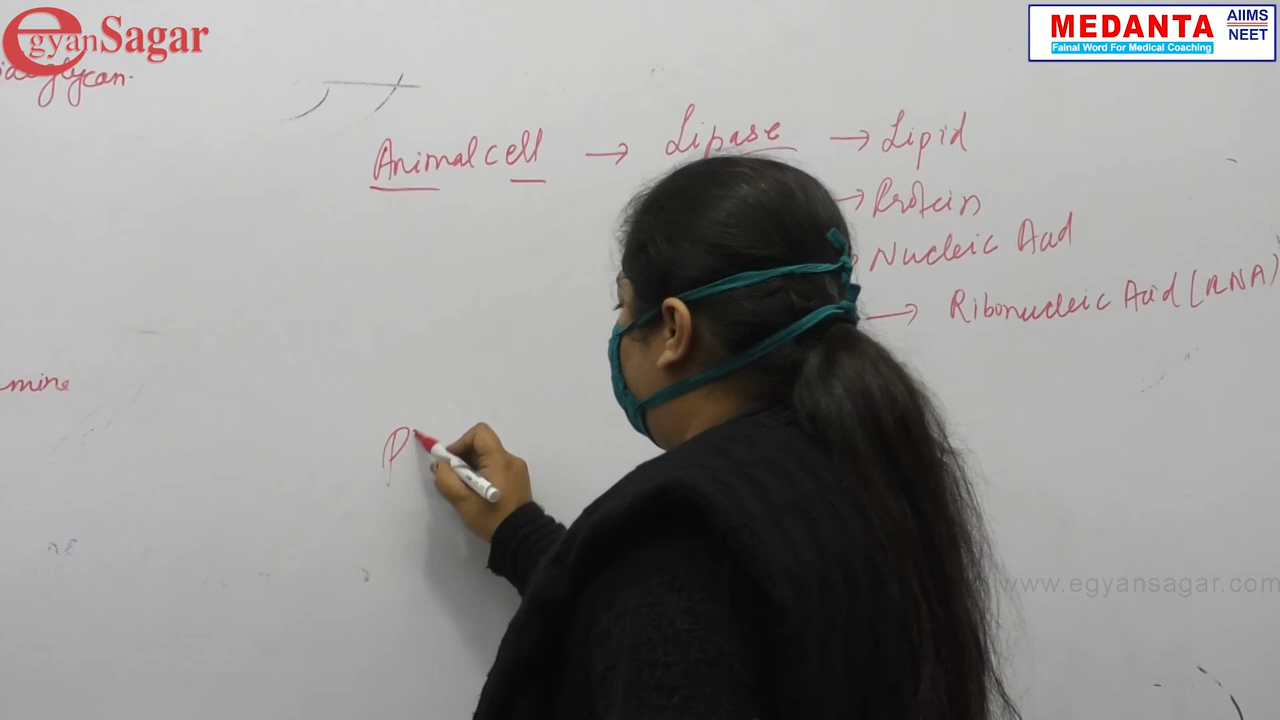 egyanSagar
MEDANTA AIIMS NEET
Fainal Word For Medical Coaching
glycan.
Animal cell → Lipase → Lipid
→ Protein
Nucleic Acid
→ Ribonucleic Acid (RNA)
mine
P
www.egyansagar.com